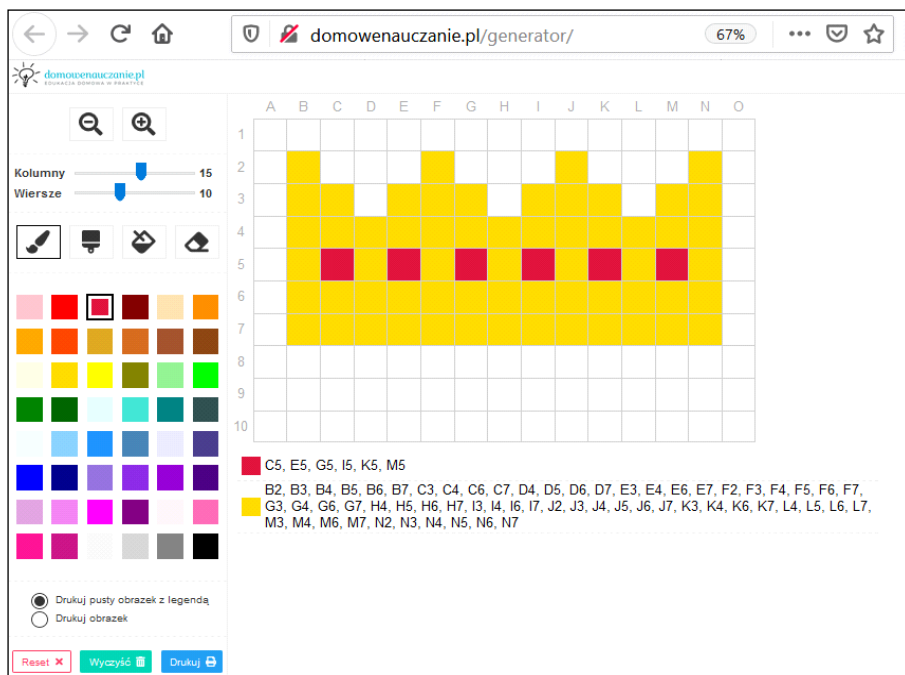 domowenauczanie.pl/generator/ 67%
domowenauczanie.pl
EDUKACJA DOMOWA W PRAKTYCE
Kolumny 15
Wiersze 10
A B C D E F G H I J K L M N O
1
2
3
4
5
6
7
8
9
10
C5, E5, G5, I5, K5, M5
B2, B3, B4, B5, B6, B7, C3, C4, C6, C7, D4, D5, D6, D7, E3, E4, E6, E7, F2, F3, F4, F5, F6, F7,
G3, G4, G6, G7, H4, H5, H6, H7, I3, I4, I6, I7, J2, J3, J4, J5, J6, J7, K3, K4, K6, K7, L4, L5, L6, L7,
M3, M4, M6, M7, N2, N3, N4, N5, N6, N7
Drukuj pusty obrazek z legendą
Drukuj obrazek
Reset Wyczyść Drukuj